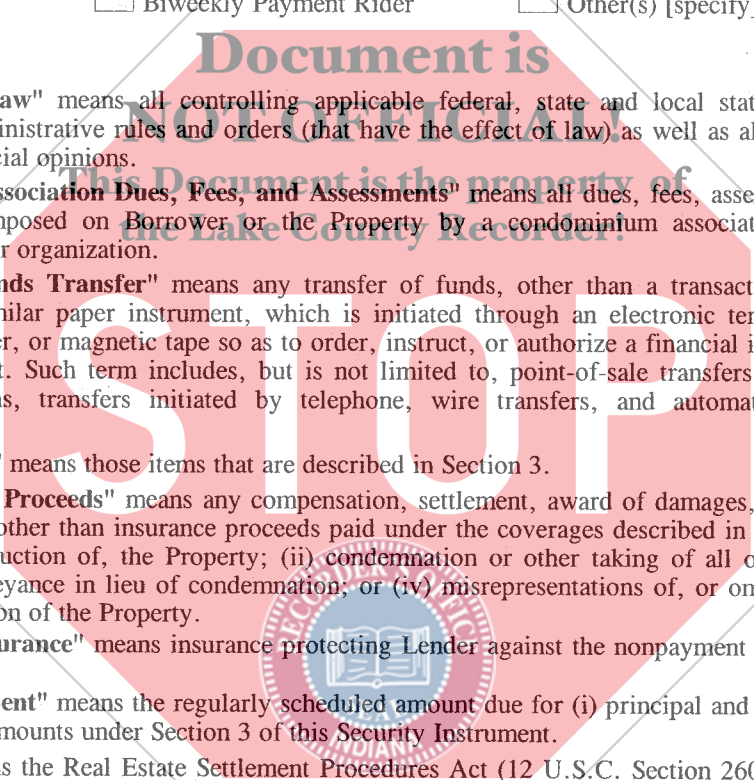 Biweekly Payment Rider Other(s) [specify]
Document is
aw" means all controlling applicable federal, state and local stat
NOT OFFICIAL!
inistrative rules and orders (that have the effect of law) as well as al
cial opinions.
This Document is the property of
ssociation Dues, Fees, and Assessments" means all dues, fees, asse
mposed on Borrower or the Property by a condominium associat
the Lake County Recorder!
r organization.
nds Transfer" means any transfer of funds, other than a transact
milar paper instrument, which is initiated through an electronic ter
er, or magnetic tape so as to order, instruct, or authorize a financial i
t. Such term includes, but is not limited to, point-of-sale transfers
ns, transfers initiated by telephone, wire transfers, and automat
STOP
" means those items that are described in Section 3.
Proceeds" means any compensation, settlement, award of damages,
other than insurance proceeds paid under the coverages described in
uction of, the Property; (ii) condemnation or other taking of all o
eyance in lieu of condemnation; or (iv) misrepresentations of, or om
on of the Property.
RECORDER'S OFFICE
urance" means insurance protecting Lender against the nonpayment
ent" means the regularly scheduled amount due for (i) principal and
mounts under Section 3 of this Security Instrument.
INDIANA
s the Real Estate Settlement Procedures Act (12 U.S.C. Section 260